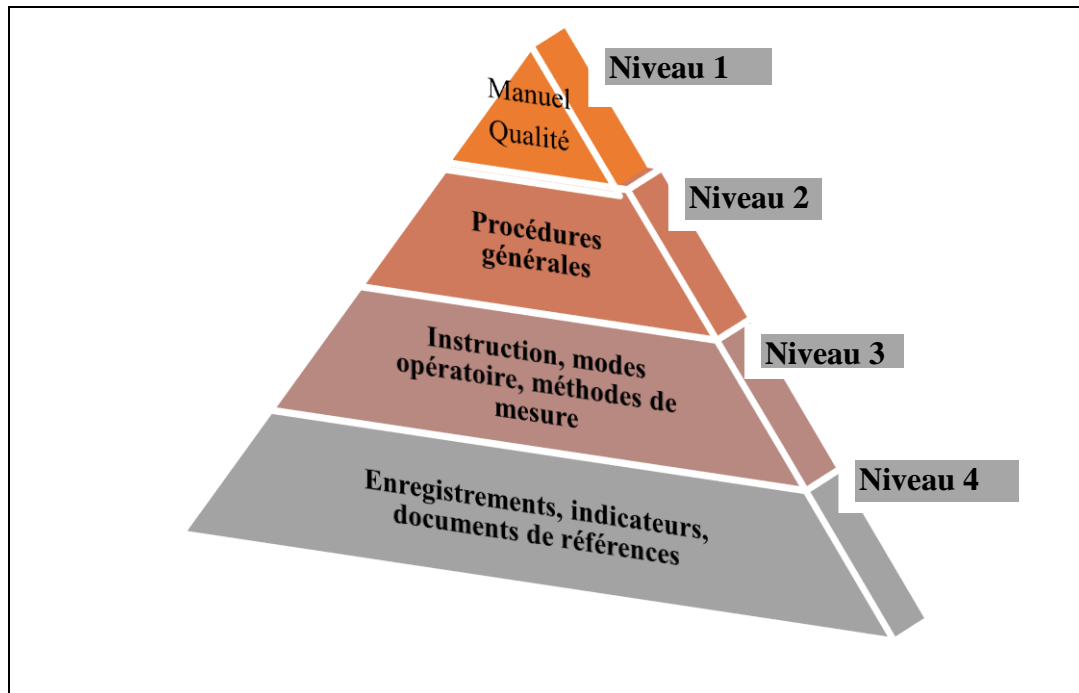 Niveau 1
Manuel
Qualité
Niveau 2
Procédures
générales
Niveau 3
Instruction, modes
opératoire, méthodes de
mesure
Niveau 4
Enregistrements, indicateurs,
documents de références